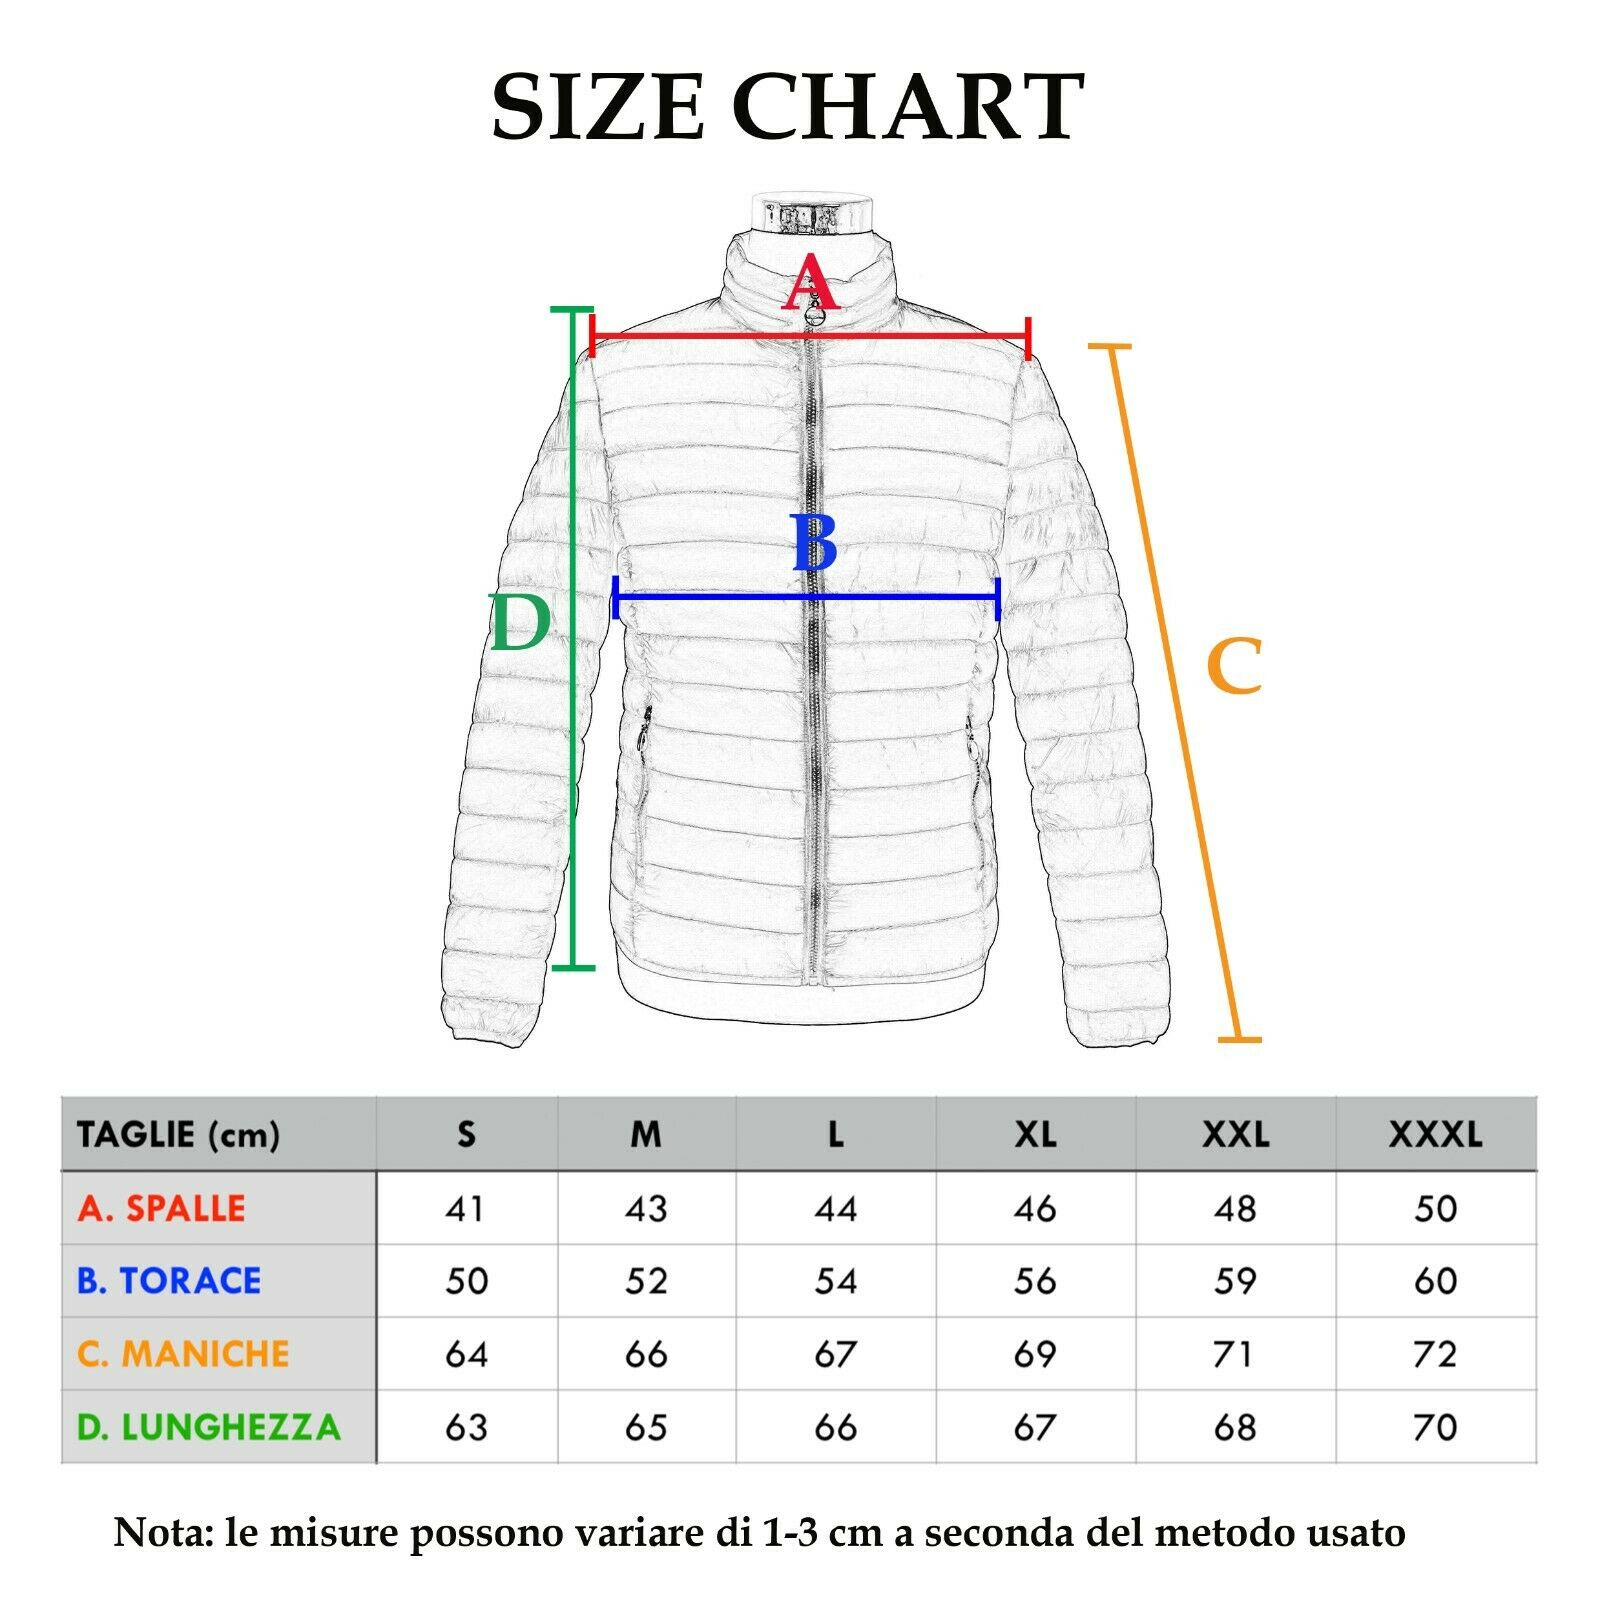 SIZE CHART
A
B
D
C
TAGLIE (cm) S M L XL XXL XXXL
A. SPALLE 41 43 44 46 48 50
B. TORACE 50 52 54 56 59 60
C. MANICHE 64 66 67 69 71 72
D. LUNGHEZZA 63 65 66 67 68 70
Nota: le misure possono variare di 1-3 cm a seconda del metodo usato